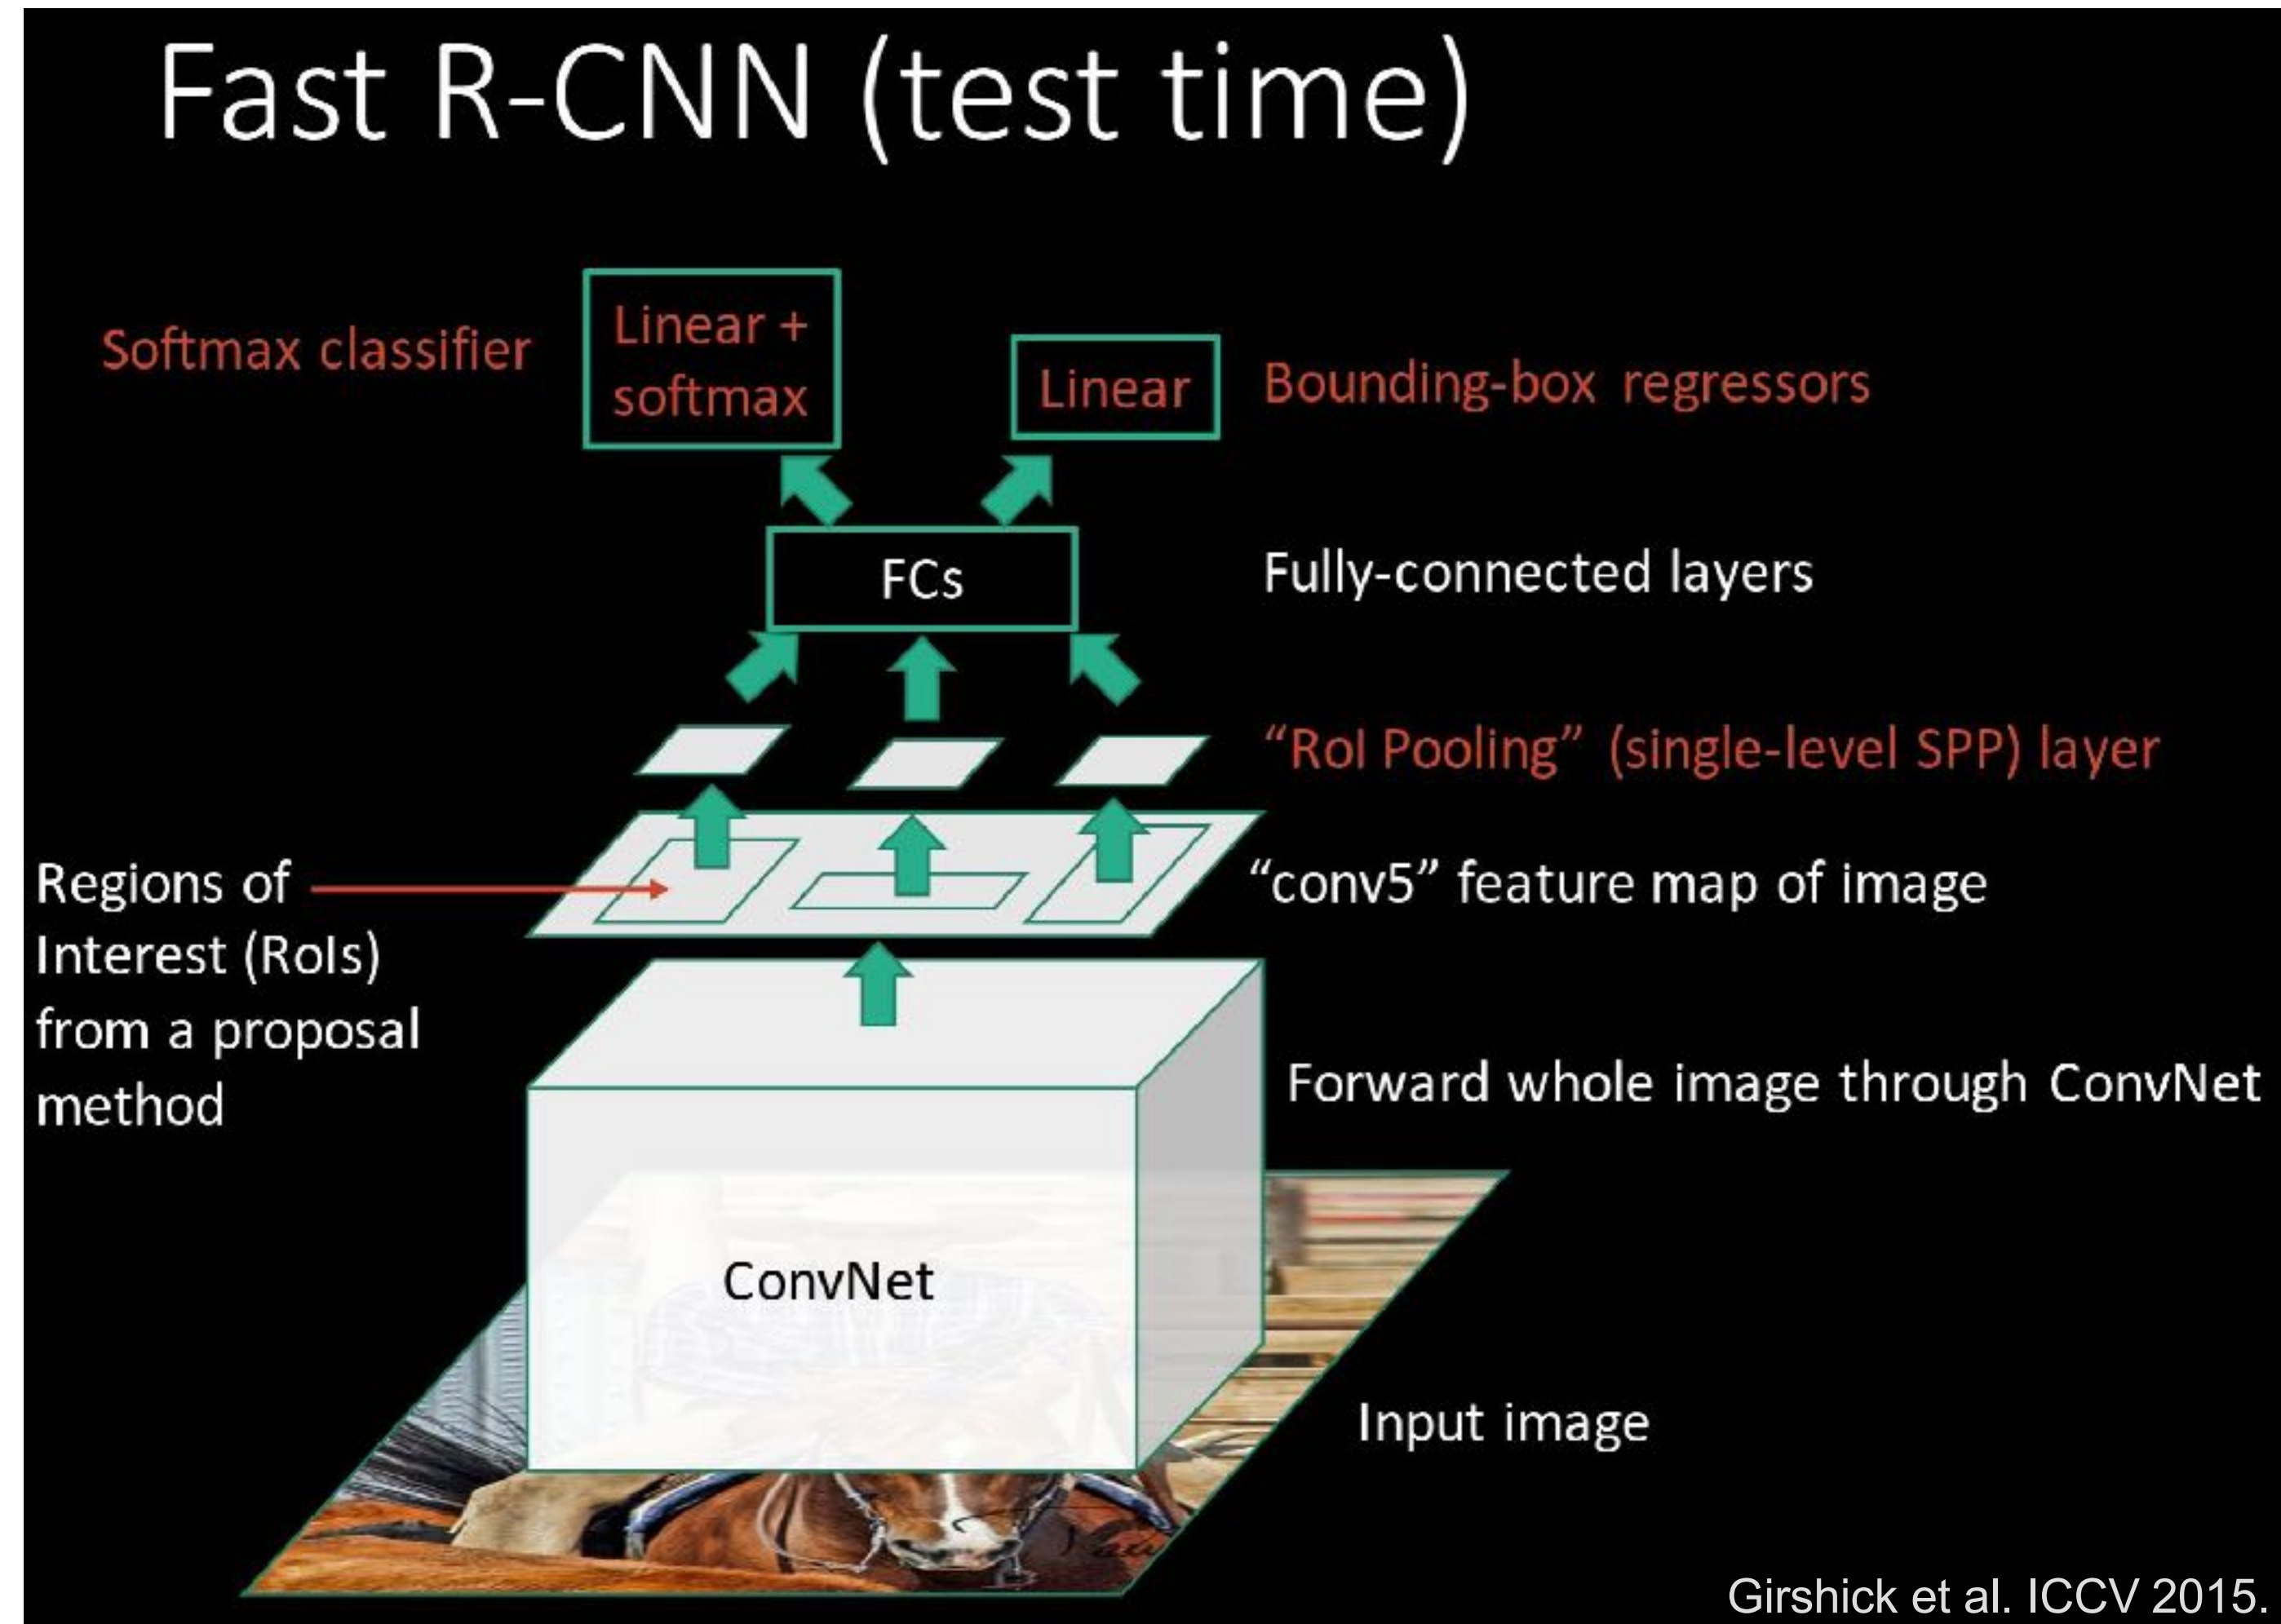 Fast R-CNN (test time)
Softmax classifier
Linear +
softmax
Linear
Bounding-box regressors
FCs
Fully-connected layers
“RoI Pooling” (single-level SPP) layer
Regions of
Interest (RoIs)
from a proposal
method
“conv5” feature map of image
Forward whole image through ConvNet
ConvNet
Input image
Girshick et al. ICCV 2015.